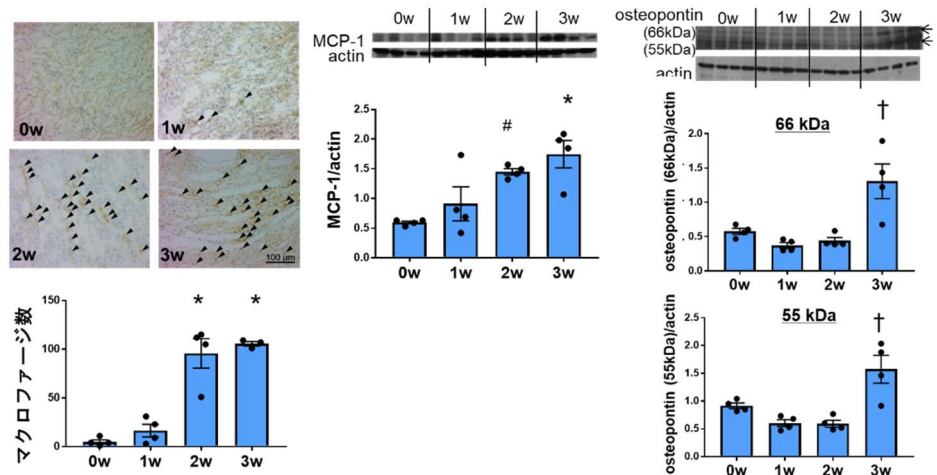 0w
1w
2w
3w
100 µm
マクロファージ数
150
100
50
0
*
*
0w 1w 2w 3w
0w 1w 2w 3w
MCP-1
actin
MCP-1/actin
2.5
2.0
1.5
1.0
0.5
0.0
#
*
0w 1w 2w 3w
osteopontin 0w 1w 2w 3w
(66kDa)
(55kDa)
actin
66 kDa
osteopontin (66kDa)/actin
2.0
1.5
1.0
.5
0.0
†
0w 1w 2w 3w
55 kDa
osteopontin (55kDa)/actin
2.5
2.0
1.5
1.0
0.5
0.0
†
0w 1w 2w 3w